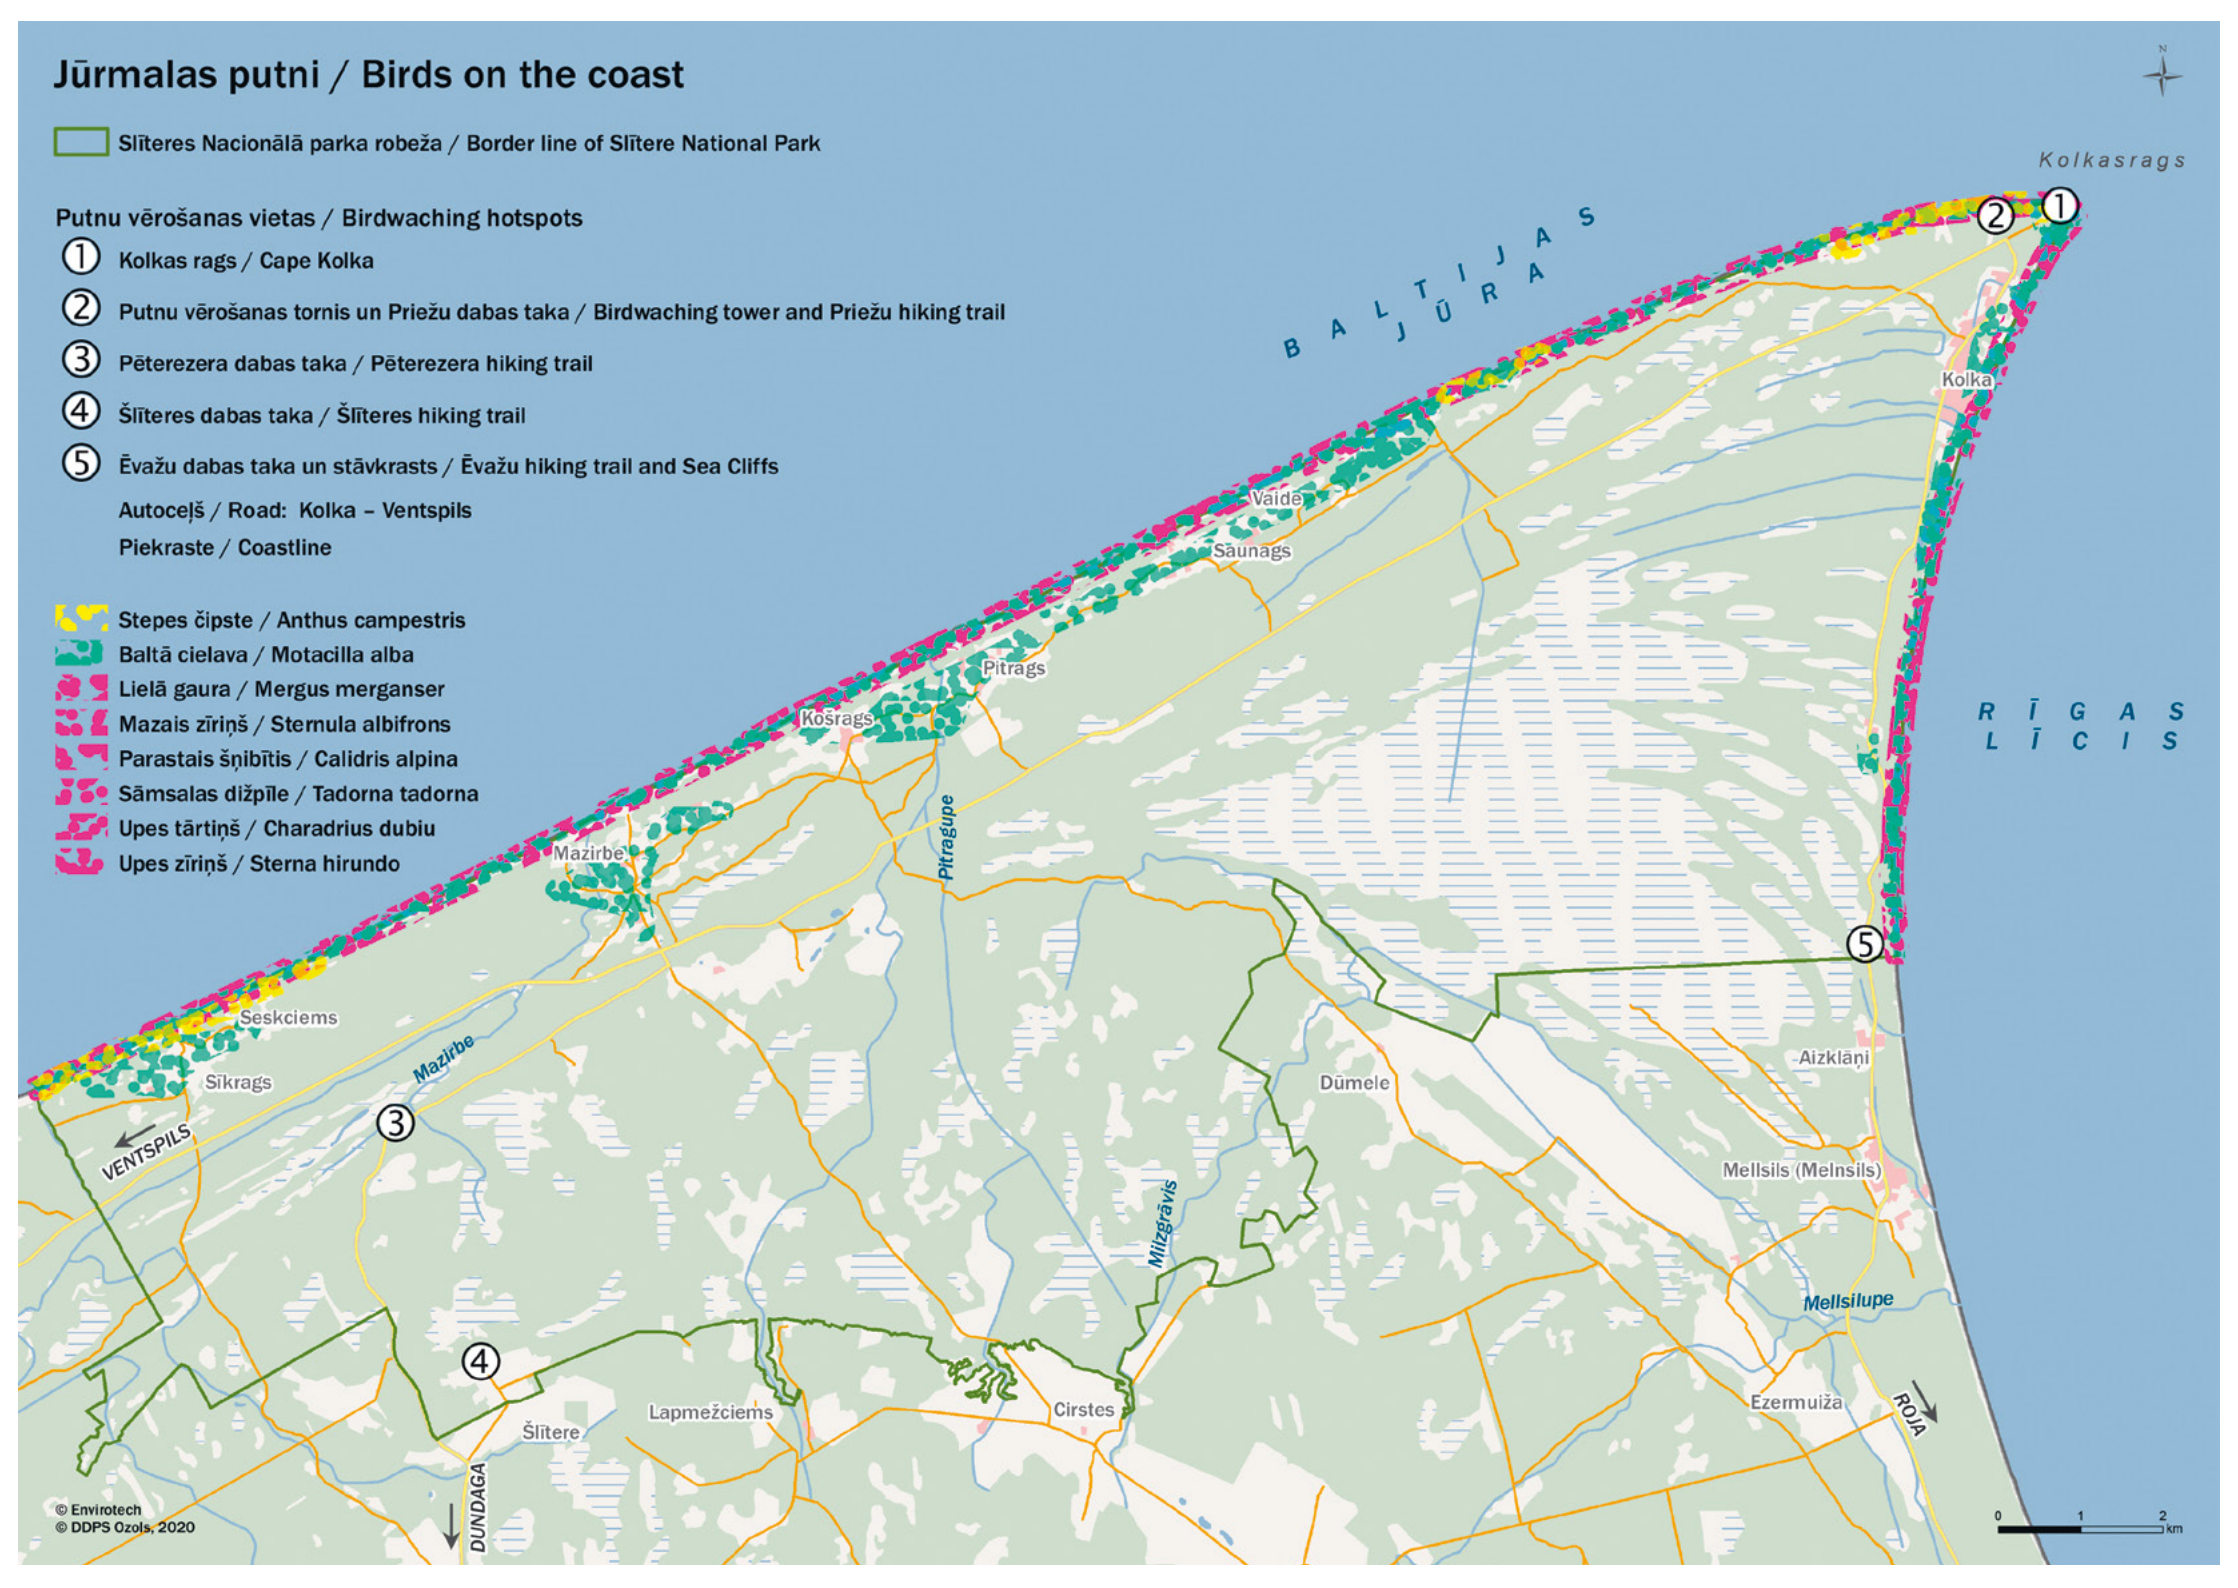 Jūrmalas putni / Birds on the coast
Slīteres Nacionālā parka robeža / Border line of Slītere National Park
Putnu vērošanas vietas / Birdwaching hotspots
1 Kolkas rags / Cape Kolka
2 Putnu vērošanas tornis un Priežu dabas taka / Birdwaching tower and Priežu hiking trail
3 Pēterezera dabas taka / Pēterezera hiking trail
4 Šlīteres dabas taka / Šlīteres hiking trail
5 Ēvažu dabas taka un stāvkrasts / Ēvažu hiking trail and Sea Cliffs
Autoceļš / Road: Kolka – Ventspils
Piekraste / Coastline
Stepes čipste / Anthus campestris
Baltā cielava / Motacilla alba
Lielā gaura / Mergus merganser
Mazais zīriņš / Sternula albifrons
Parastais šņibītis / Calidris alpina
Sāmsalas dižpīle / Tadorna tadorna
Upes tārtiņš / Charadrius dubiu
Upes zīriņš / Sterna hirundo
N
Kolkasrags
1
2
BALTIJAS
JŪRA
Kolka
Vaide
Saunags
Pitrags
Košrags
RĪGAS
LĪCIS
Pitragupe
Mazirbe
5
Seskciems
Mazirbe
Sīkrags
Aizklāņi
Dūmele
3
VENTSPILS
Mellsils (Melnsils)
Milzgrāvis
Mellsilupe
4
Lapmežciems
Cirstes
Ezermuiža
ROJA
Šlītere
DUNDAGA
© Envirotech
© DDPS Ozols, 2020
0 1 2
km